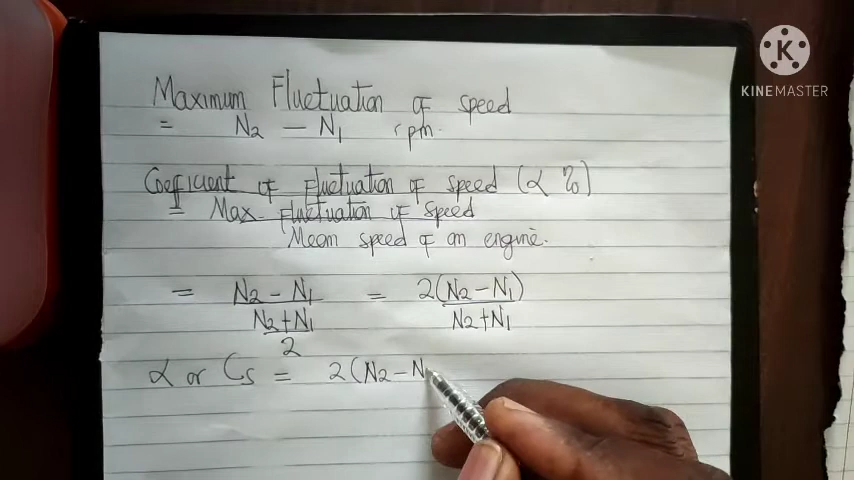 KINEMASTER
Maximum Fluctuation of speed
= N₂ - N₁ rpm.
Coefficient of fluctuation of speed (α %)
= Max. fluctuation of speed
Mean speed of an engine.
= N₂ - N₁ = 2(N₂ - N₁)
N₂ + N₁ N₂ + N₁
2
α or Cs = 2(N₂ - N